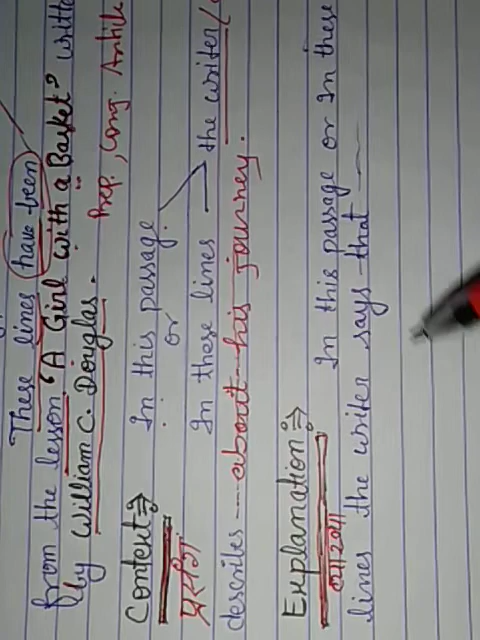 These lines have been
from the lesson "A Girl with a Basket"
by William C. Douglas. Prep., Conj. Article
Content ⇒ In this passage
or
प्रसंग In these lines the writer
describes --- about his journey.
Explanation ⇒ In this passage or In these
व्याख्या
lines the writer says that